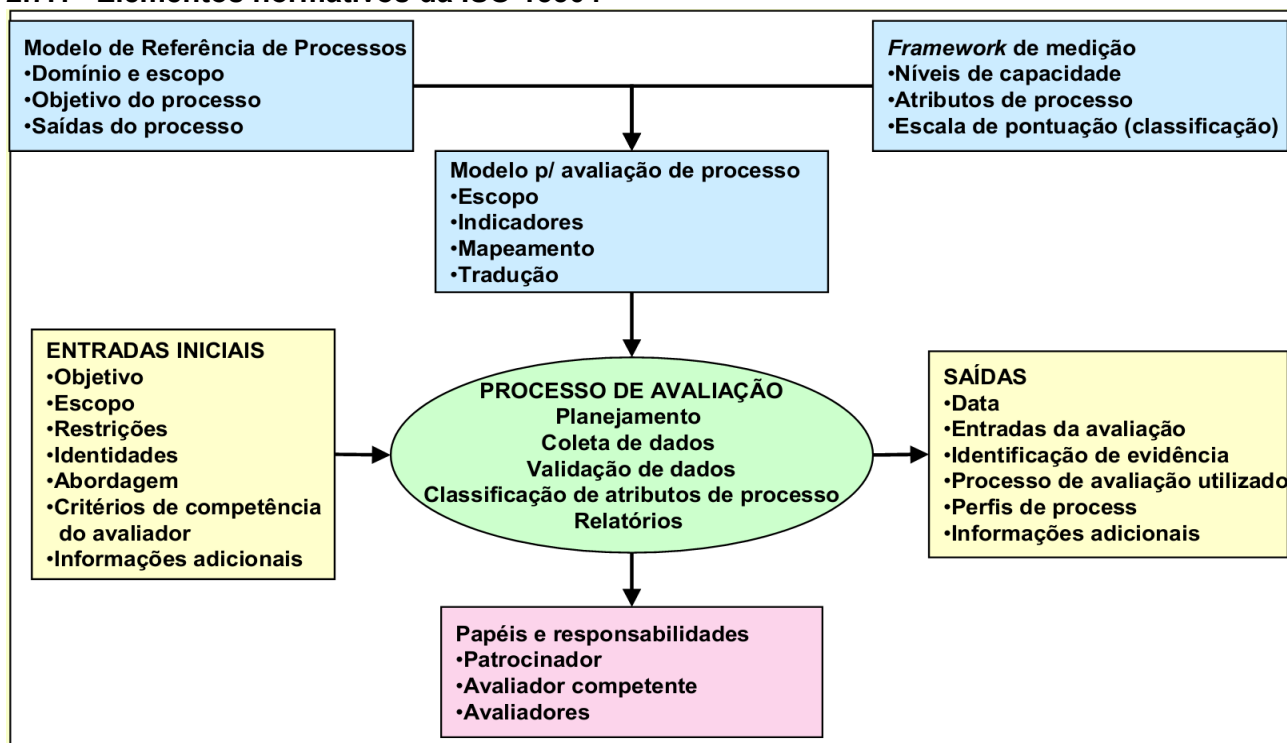 Modelo de Referência de Processos
•Domínio e escopo
•Objetivo do processo
•Saídas do processo
Framework de medição
•Níveis de capacidade
•Atributos de processo
•Escala de pontuação (classificação)
Modelo p/ avaliação de processo
•Escopo
•Indicadores
•Mapeamento
•Tradução
ENTRADAS INICIAIS
•Objetivo
•Escopo
•Restrições
•Identidades
•Abordagem
•Critérios de competência
do avaliador
•Informações adicionais
PROCESSO DE AVALIAÇÃO
Planejamento
Coleta de dados
Validação de dados
Classificação de atributos de processo
Relatórios
SAÍDAS
•Data
•Entradas da avaliação
•Identificação de evidência
•Processo de avaliação utilizado
•Perfis de process
•Informações adicionais
Papéis e responsabilidades
•Patrocinador
•Avaliador competente
•Avaliadores